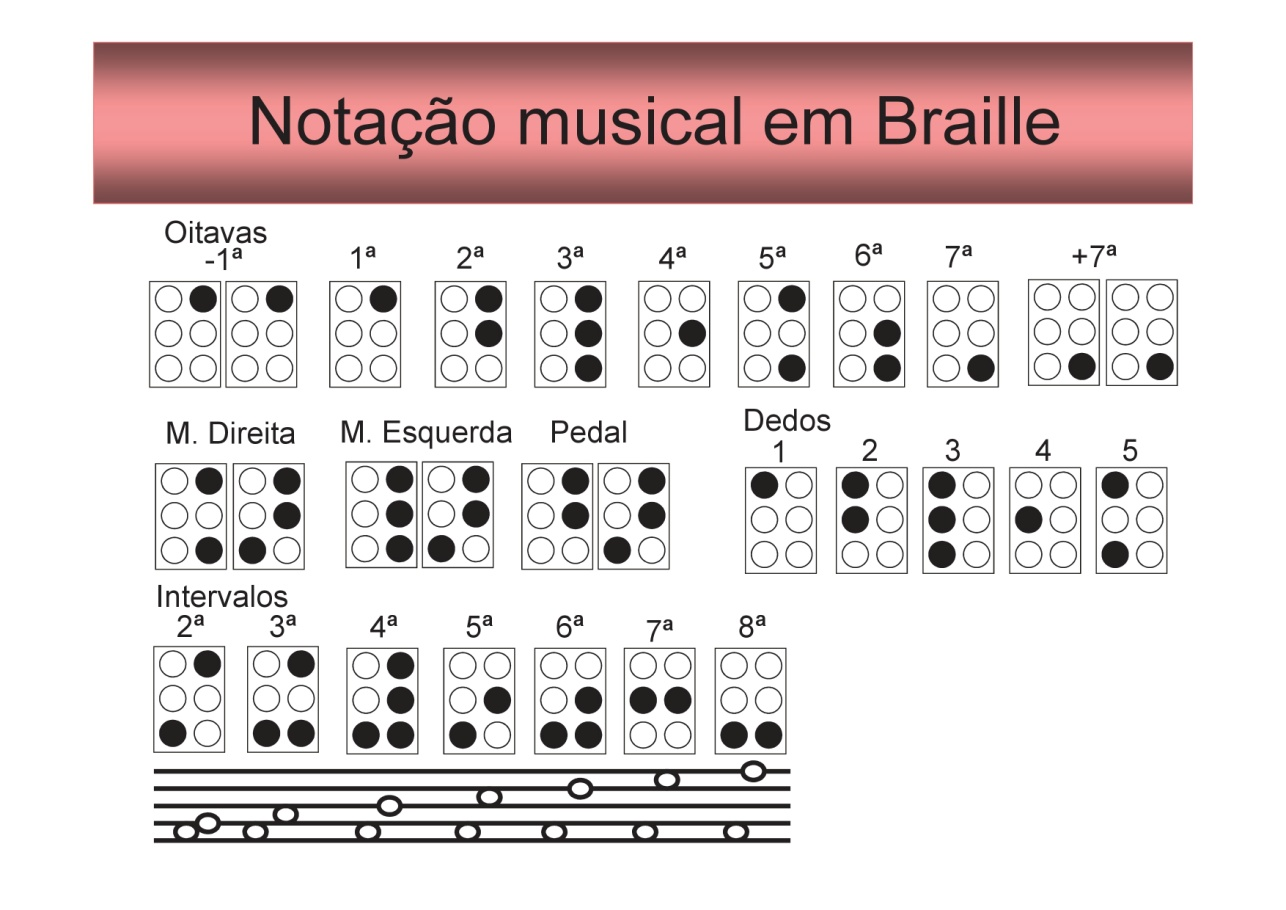 Notação musical em Braille
Oitavas
-1ª 1ª 2ª 3ª 4ª 5ª 6ª 7ª +7ª
M. Direita M. Esquerda Pedal
Dedos
1 2 3 4 5
Intervalos
2ª 3ª 4ª 5ª 6ª 7ª 8ª